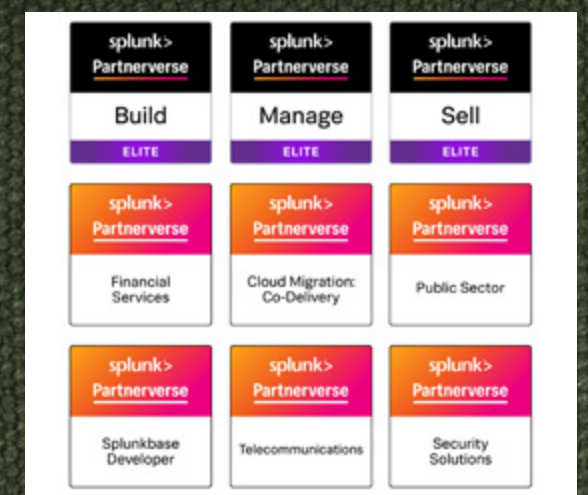 splunk>
Partnerverse
Build
ELITE
splunk>
Partnerverse
Manage
ELITE
splunk>
Partnerverse
Sell
ELITE
splunk>
Partnerverse
Financial
Services
splunk>
Partnerverse
Cloud Migration:
Co-Delivery
splunk>
Partnerverse
Public Sector
splunk>
Partnerverse
Splunkbase
Developer
splunk>
Partnerverse
Telecommunications
splunk>
Partnerverse
Security
Solutions